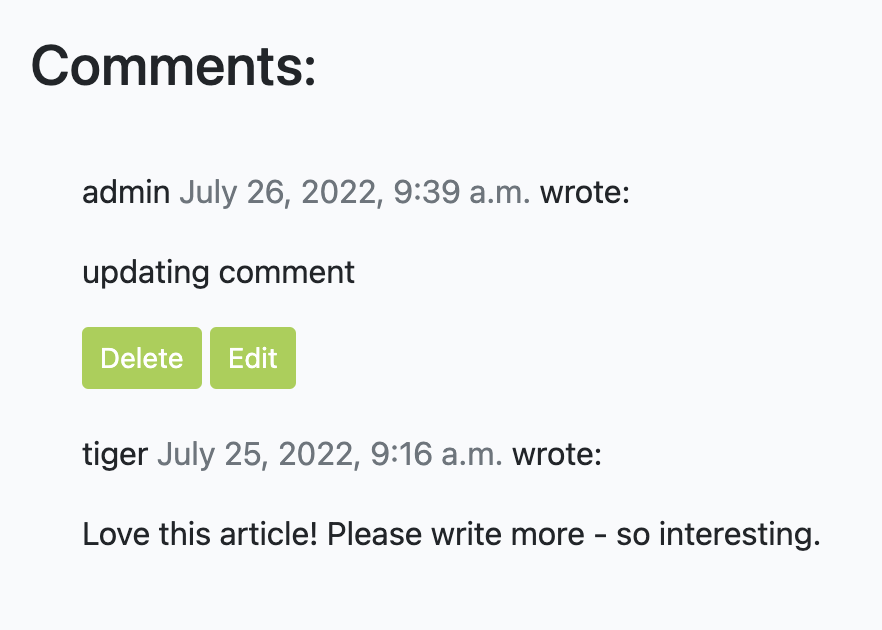 Comments:
admin July 26, 2022, 9:39 a.m. wrote:
updating comment
Delete Edit
tiger July 25, 2022, 9:16 a.m. wrote:
Love this article! Please write more - so interesting.